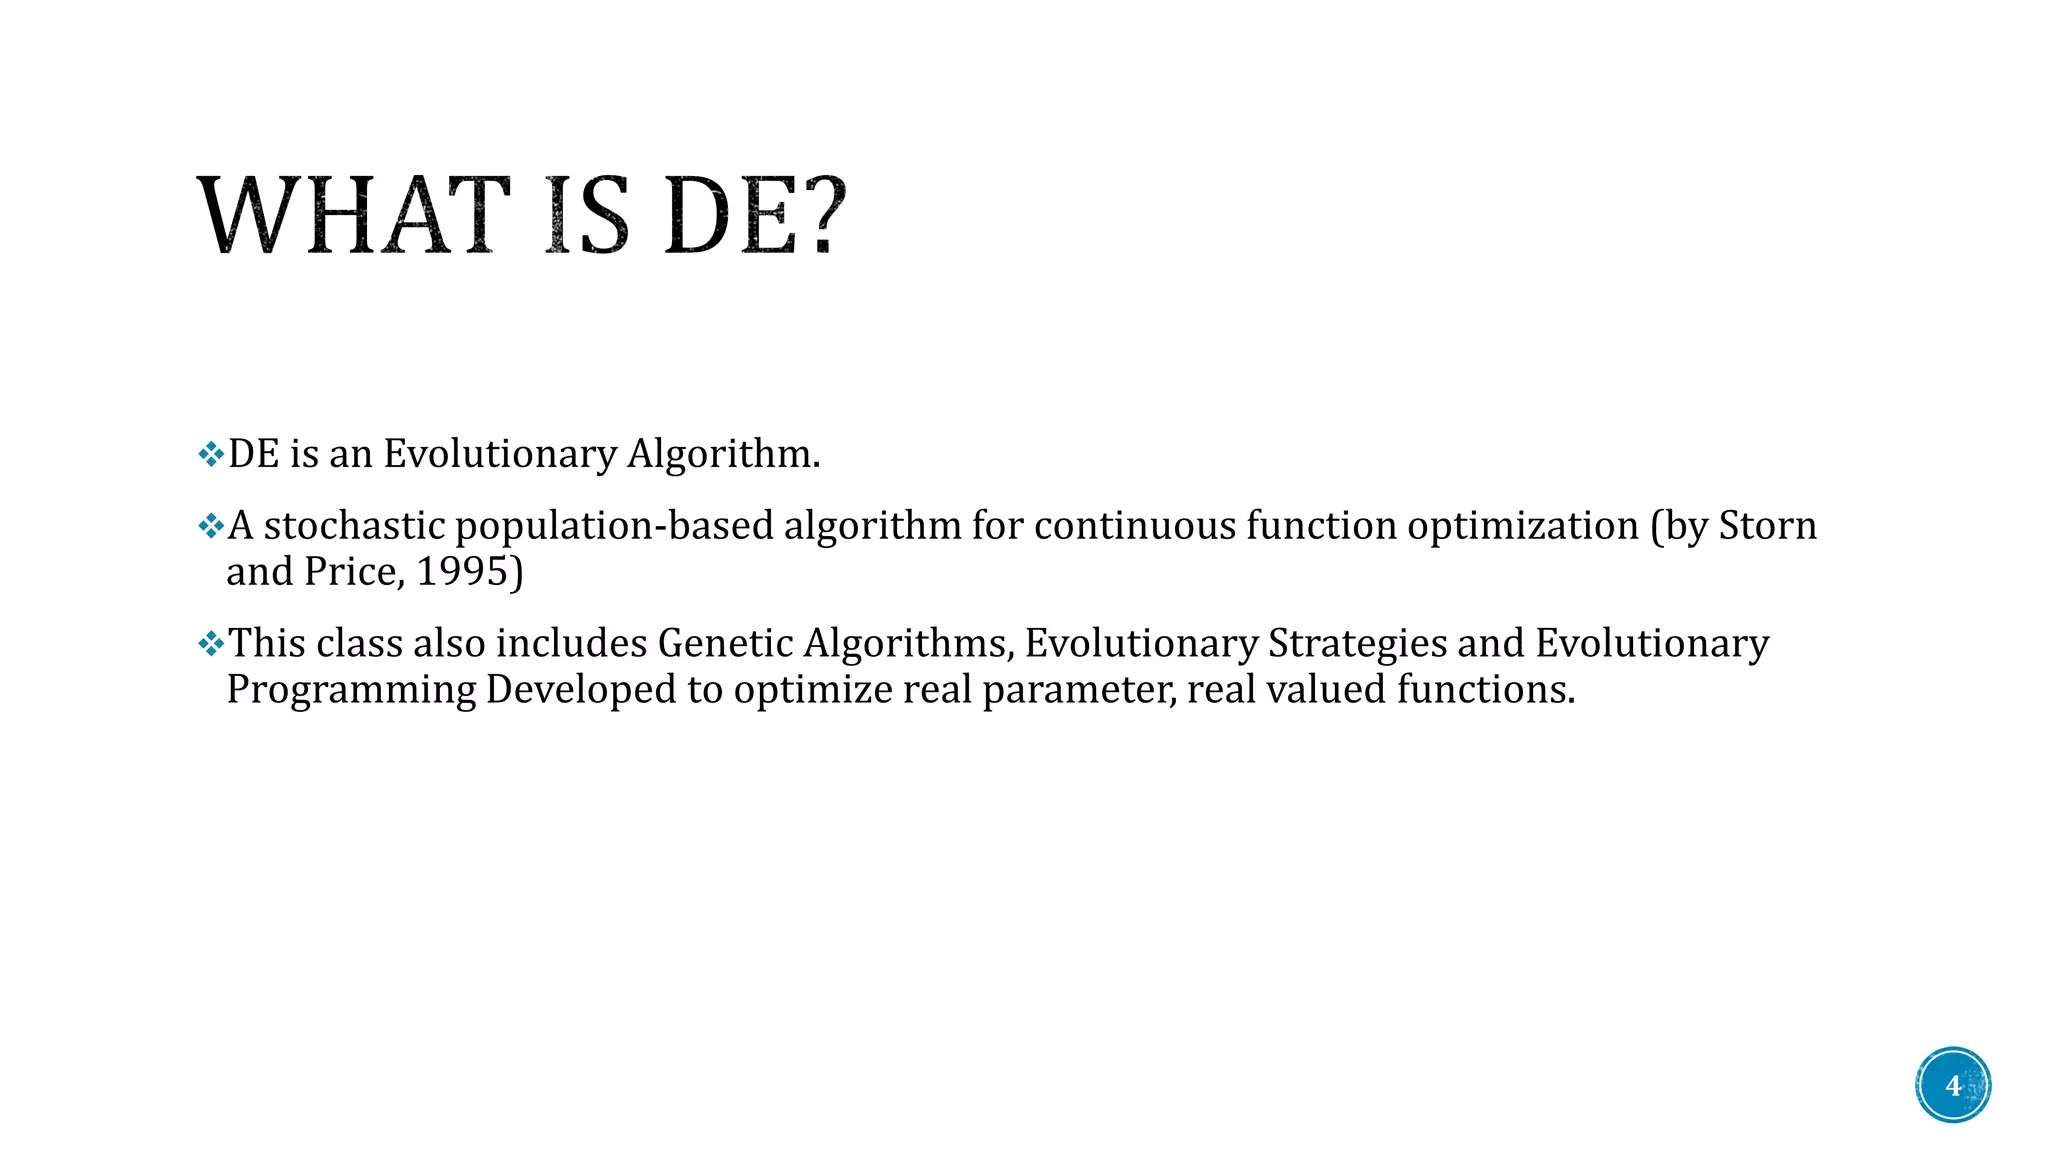 WHAT IS DE?
❖DE is an Evolutionary Algorithm.
❖A stochastic population-based algorithm for continuous function optimization (by Storn
and Price, 1995)
❖This class also includes Genetic Algorithms, Evolutionary Strategies and Evolutionary
Programming Developed to optimize real parameter, real valued functions.
4